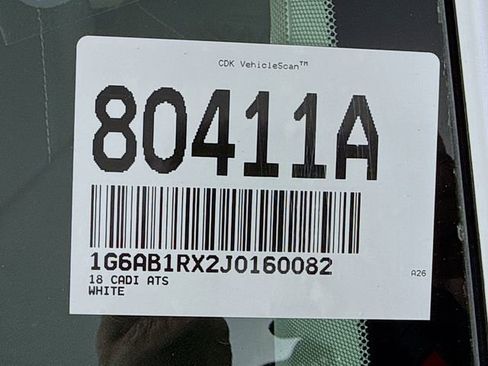 CDK VehicleScan™
80411A
1G6AB1RX2J0160082
18 CADI ATS
WHITE
A26